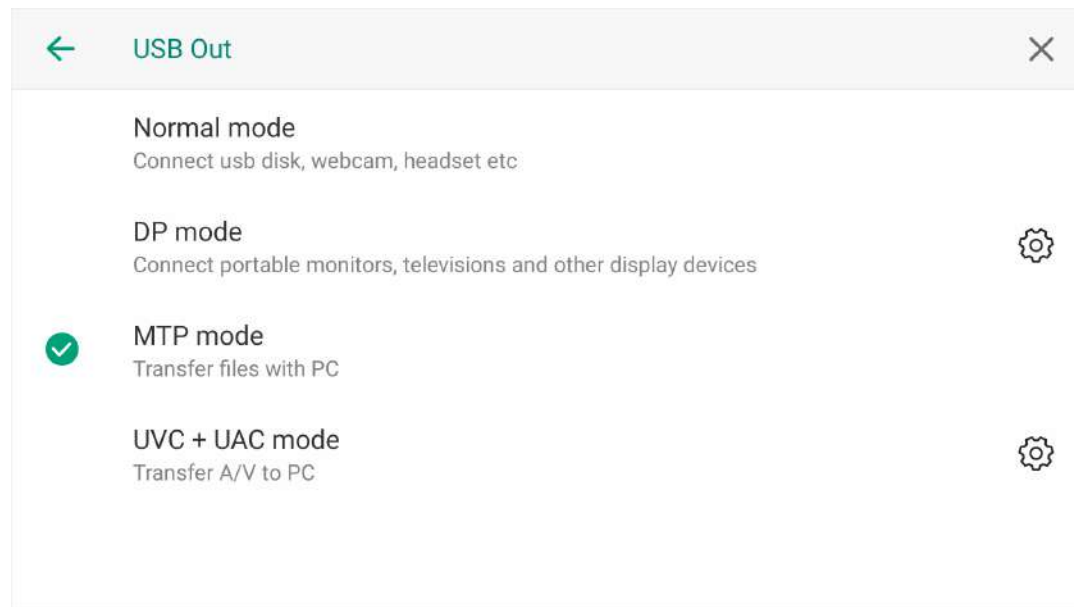 USB Out
Normal mode
Connect usb disk, webcam, headset etc
DP mode
Connect portable monitors, televisions and other display devices
MTP mode
Transfer files with PC
UVC + UAC mode
Transfer A/V to PC